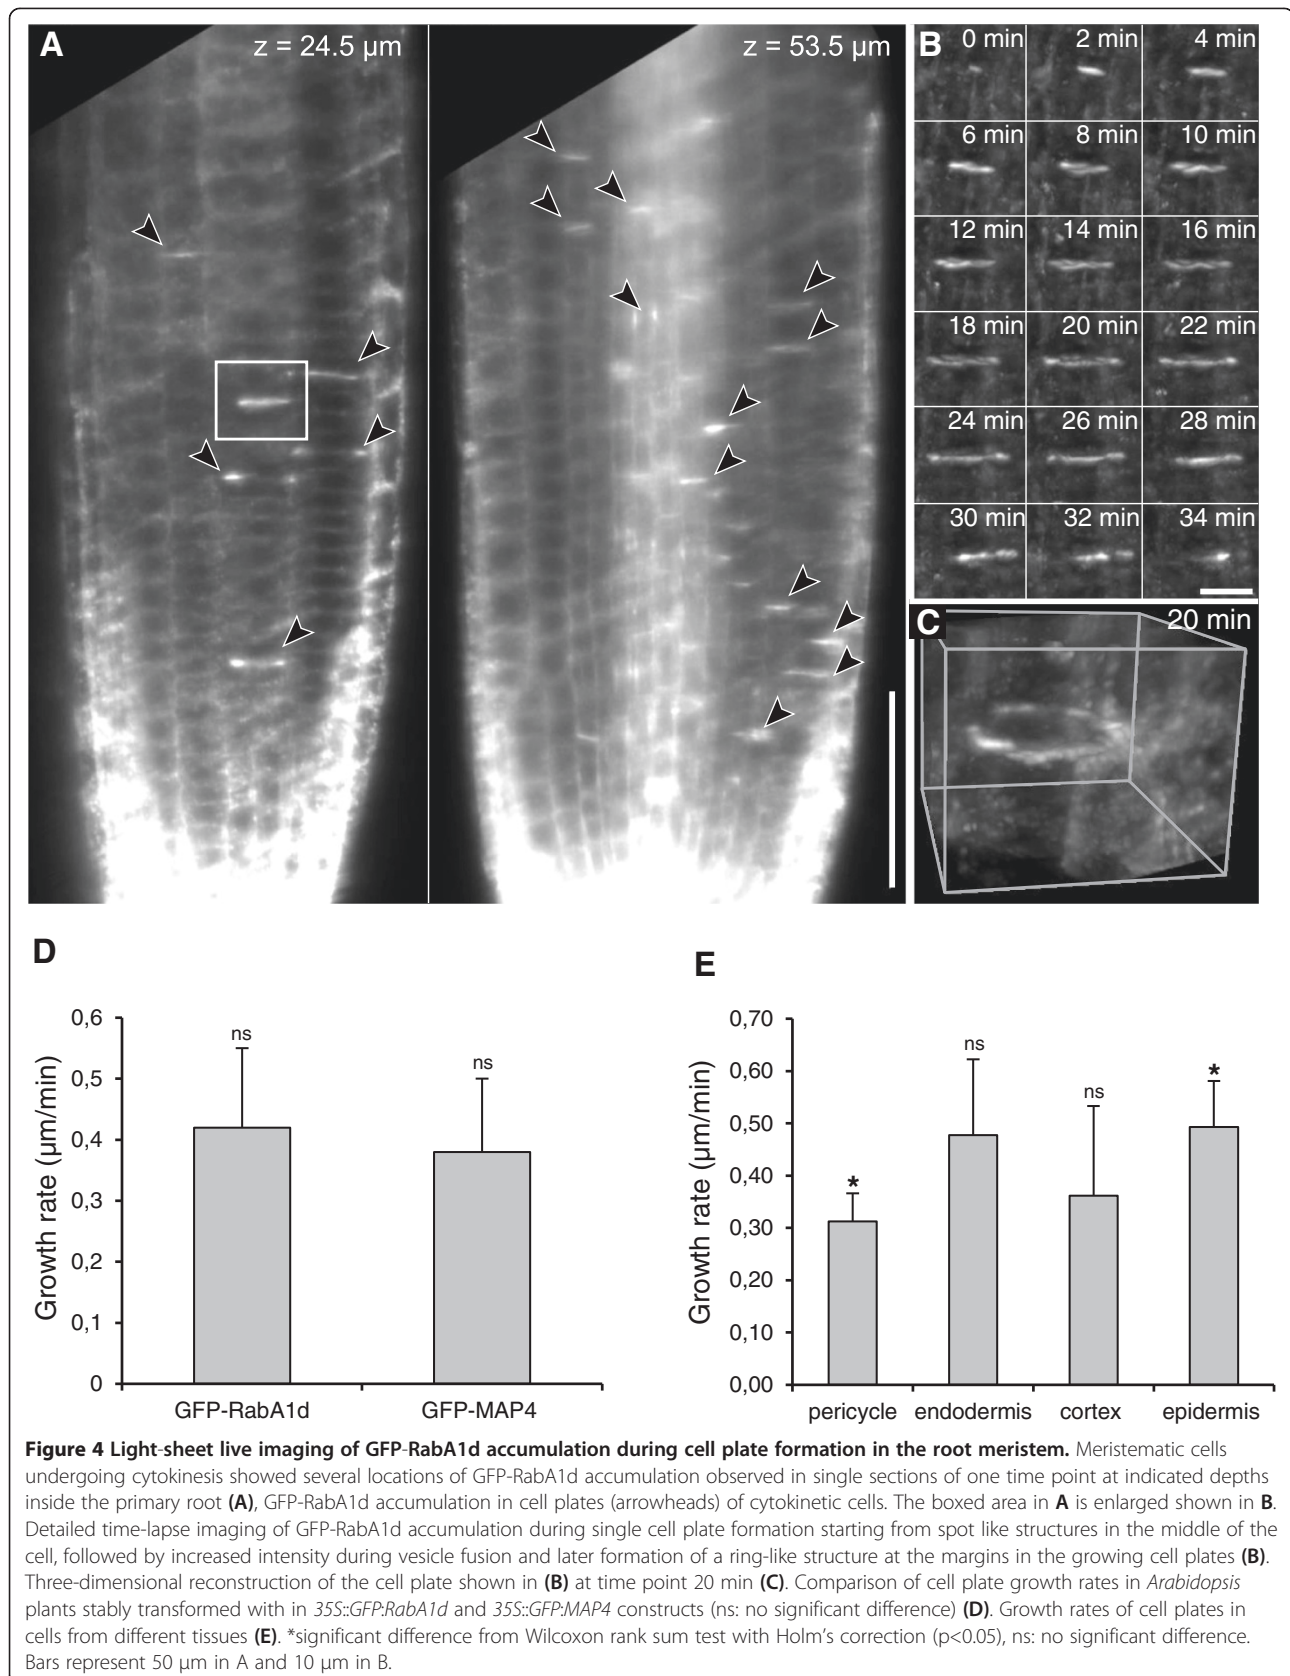 A
z = 24.5 µm
z = 53.5 µm
B
0 min
2 min
4 min
6 min
8 min
10 min
12 min
14 min
16 min
18 min
20 min
22 min
24 min
26 min
28 min
30 min
32 min
34 min
C
20 min
D
Growth rate (µm/min)
0,6
0,5
0,4
0,3
0,2
0,1
0
ns
ns
GFP-RabA1d
GFP-MAP4
E
Growth rate (µm/min)
0,70
0,60
0,50
0,40
0,30
0,20
0,10
0,00
*
ns
ns
*
pericycle
endodermis
cortex
epidermis
Figure 4 Light-sheet live imaging of GFP-RabA1d accumulation during cell plate formation in the root meristem. Meristematic cells
undergoing cytokinesis showed several locations of GFP-RabA1d accumulation observed in single sections of one time point at indicated depths
inside the primary root (A), GFP-RabA1d accumulation in cell plates (arrowheads) of cytokinetic cells. The boxed area in A is enlarged shown in B.
Detailed time-lapse imaging of GFP-RabA1d accumulation during single cell plate formation starting from spot like structures in the middle of the
cell, followed by increased intensity during vesicle fusion and later formation of a ring-like structure at the margins in the growing cell plates (B).
Three-dimensional reconstruction of the cell plate shown in (B) at time point 20 min (C). Comparison of cell plate growth rates in Arabidopsis
plants stably transformed with in 35S::GFP:RabA1d and 35S::GFP:MAP4 constructs (ns: no significant difference) (D). Growth rates of cell plates in
cells from different tissues (E). *significant difference from Wilcoxon rank sum test with Holm's correction (p<0.05), ns: no significant difference.
Bars represent 50 µm in A and 10 µm in B.